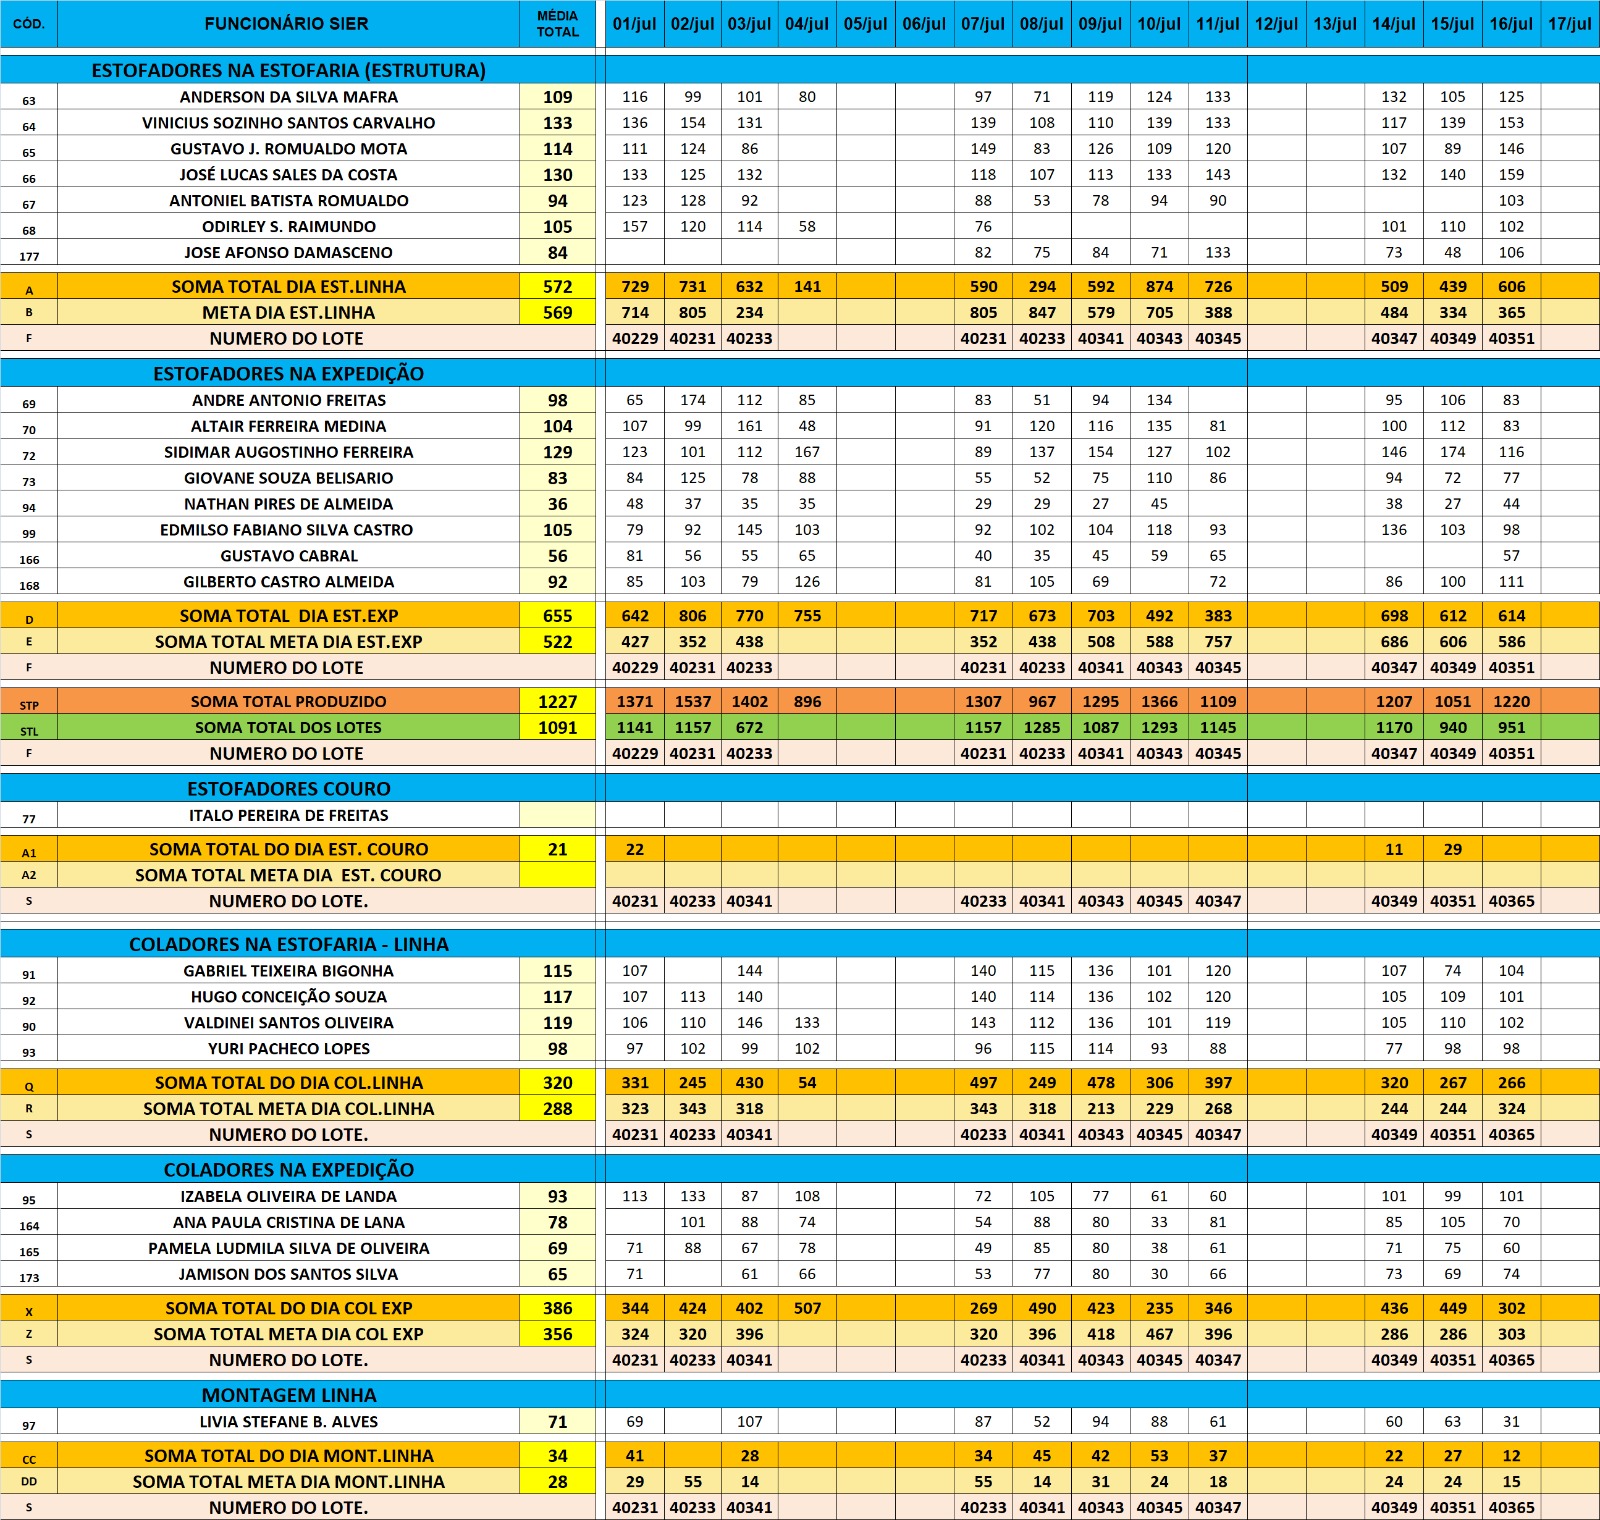 CÓD. FUNCIONÁRIO SIER MÉDIA TOTAL 01/jul 02/jul 03/jul 04/jul 05/jul 06/jul 07/jul 08/jul 09/jul 10/jul 11/jul 12/jul 13/jul 14/jul 15/jul 16/jul 17/jul
ESTOFADORES NA ESTOFARIA (ESTRUTURA)
63 ANDERSON DA SILVA MAFRA 109 116 99 101 80 97 71 119 124 133 132 105 125
64 VINICIUS SOZINHO SANTOS CARVALHO 133 136 154 131 139 108 110 139 133 117 139 153
65 GUSTAVO J. ROMUALDO MOTA 114 111 124 86 149 83 126 109 120 107 89 146
66 JOSÉ LUCAS SALES DA COSTA 130 133 125 132 118 107 113 133 143 132 140 159
67 ANTONIEL BATISTA ROMUALDO 94 123 128 92 88 53 78 94 90 103
68 ODIRLEY S. RAIMUNDO 105 157 120 114 58 76 101 110 102
177 JOSE AFONSO DAMASCENO 84 82 75 84 71 133 73 48 106
A SOMA TOTAL DIA EST.LINHA 572 729 731 632 141 590 294 592 874 726 509 439 606
B META DIA EST.LINHA 569 714 805 234 805 847 579 705 388 484 334 365
F NUMERO DO LOTE 40229 40231 40233 40231 40233 40341 40343 40345 40347 40349 40351
ESTOFADORES NA EXPEDIÇÃO
69 ANDRE ANTONIO FREITAS 98 65 174 112 85 83 51 94 134 95 106 83
70 ALTAIR FERREIRA MEDINA 104 107 99 161 48 91 120 116 135 81 100 112 83
72 SIDIMAR AUGOSTINHO FERREIRA 129 123 101 112 167 89 137 154 127 102 146 174 116
73 GIOVANE SOUZA BELISARIO 83 84 125 78 88 55 52 75 110 86 94 72 77
94 NATHAN PIRES DE ALMEIDA 36 48 37 35 35 29 29 27 45 38 27 44
99 EDMILSO FABIANO SILVA CASTRO 105 79 92 145 103 92 102 104 118 93 136 103 98
166 GUSTAVO CABRAL 56 81 56 55 65 40 35 45 59 65 57
168 GILBERTO CASTRO ALMEIDA 92 85 103 79 126 81 105 69 72 86 100 111
D SOMA TOTAL DIA EST.EXP 655 642 806 770 755 717 673 703 492 383 698 612 614
E SOMA TOTAL META DIA EST.EXP 522 427 352 438 352 438 508 588 757 686 606 586
F NUMERO DO LOTE 40229 40231 40233 40231 40233 40341 40343 40345 40347 40349 40351
STP SOMA TOTAL PRODUZIDO 1227 1371 1537 1402 896 1307 967 1295 1366 1109 1207 1051 1220
STL SOMA TOTAL DOS LOTES 1091 1141 1157 672 1157 1285 1087 1293 1145 1170 940 951
F NUMERO DO LOTE 40229 40231 40233 40231 40233 40341 40343 40345 40347 40349 40351
ESTOFADORES COURO
77 ITALO PEREIRA DE FREITAS
A1 SOMA TOTAL DO DIA EST. COURO 21 22 11 29
A2 SOMA TOTAL META DIA EST. COURO
S NUMERO DO LOTE. 40231 40233 40341 40233 40341 40343 40345 40347 40349 40351 40365
COLADORES NA ESTOFARIA - LINHA
91 GABRIEL TEIXEIRA BIGONHA 115 107 144 140 115 136 101 120 107 74 104
92 HUGO CONCEIÇÃO SOUZA 117 107 113 140 140 114 136 102 120 105 109 101
90 VALDINEI SANTOS OLIVEIRA 119 106 110 146 133 143 112 136 101 119 105 110 102
93 YURI PACHECO LOPES 98 97 102 99 102 96 115 114 93 88 77 98 98
Q SOMA TOTAL DO DIA COL.LINHA 320 331 245 430 54 497 249 478 306 397 320 267 266
R SOMA TOTAL META DIA COL.LINHA 288 323 343 318 343 318 213 229 268 244 244 324
S NUMERO DO LOTE. 40231 40233 40341 40233 40341 40343 40345 40347 40349 40351 40365
COLADORES NA EXPEDIÇÃO
95 IZABELA OLIVEIRA DE LANDA 93 113 133 87 108 72 105 77 61 60 101 99 101
164 ANA PAULA CRISTINA DE LANA 78 101 88 74 54 88 80 33 81 85 105 70
165 PAMELA LUDMILA SILVA DE OLIVEIRA 69 71 88 67 78 49 85 80 38 61 71 75 60
173 JAMISON DOS SANTOS SILVA 65 71 61 66 53 77 80 30 66 73 69 74
X SOMA TOTAL DO DIA COL EXP 386 344 424 402 507 269 490 423 235 346 436 449 302
Z SOMA TOTAL META DIA COL EXP 356 324 320 396 320 396 418 467 396 286 286 303
S NUMERO DO LOTE. 40231 40233 40341 40233 40341 40343 40345 40347 40349 40351 40365
MONTAGEM LINHA
97 LIVIA STEFANE B. ALVES 71 69 107 87 52 94 88 61 60 63 31
CC SOMA TOTAL DO DIA MONT.LINHA 34 41 28 34 45 42 53 37 22 27 12
DD SOMA TOTAL META DIA MONT.LINHA 28 29 55 14 55 14 31 24 18 24 24 15
S NUMERO DO LOTE. 40231 40233 40341 40233 40341 40343 40345 40347 40349 40351 40365